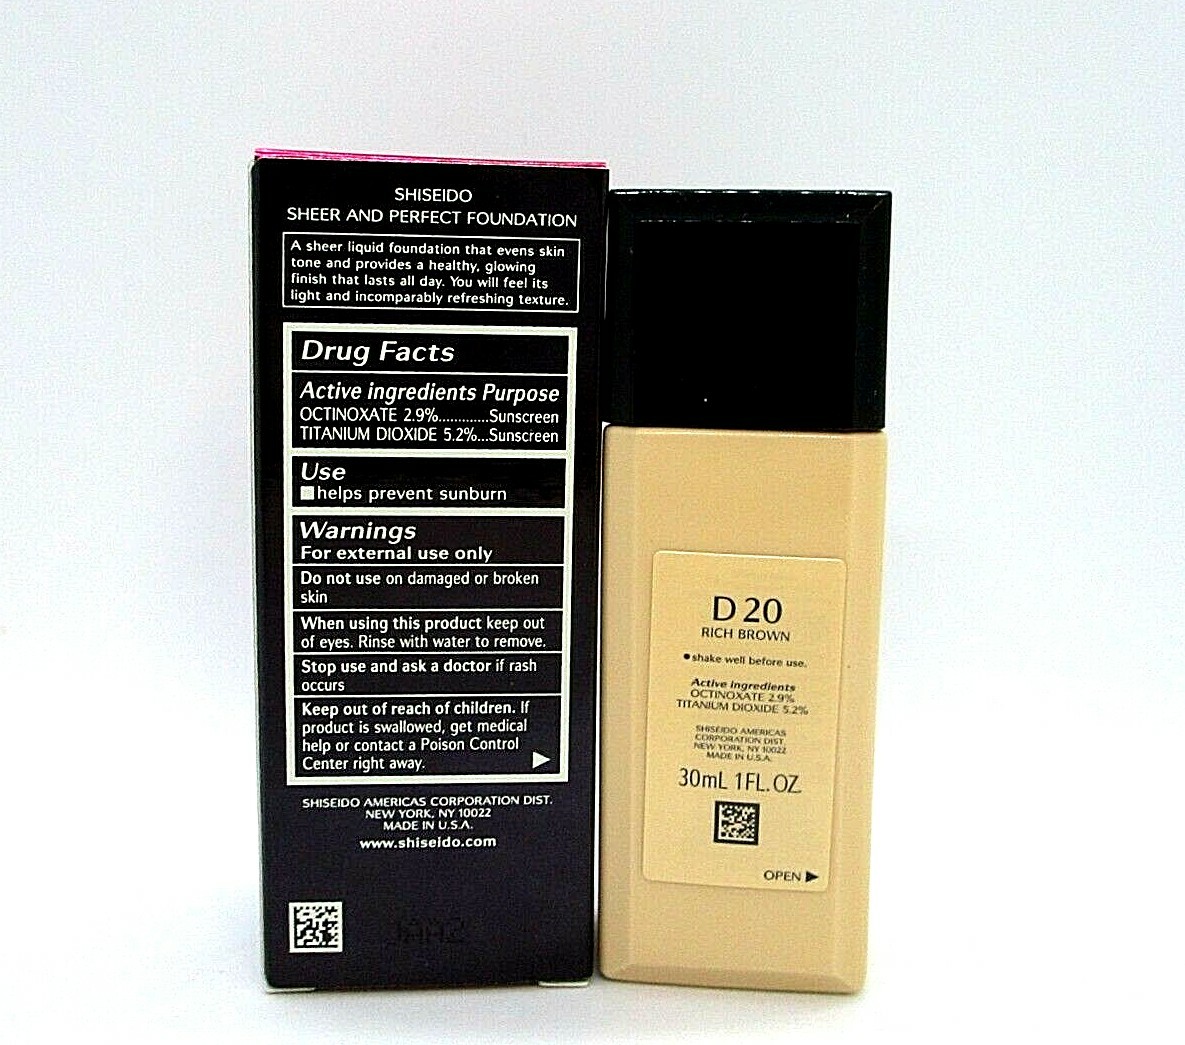 SHISEIDO
SHEER AND PERFECT FOUNDATION
A sheer liquid foundation that evens skin
tone and provides a healthy, glowing
finish that lasts all day. You will feel its
light and incomparably refreshing texture.
Drug Facts
Active ingredients Purpose
OCTINOXATE 2.9%.............Sunscreen
TITANIUM DIOXIDE 5.2%...Sunscreen
Use
helps prevent sunburn
Warnings
For external use only
Do not use on damaged or broken
skin
When using this product keep out
of eyes. Rinse with water to remove.
Stop use and ask a doctor if rash
occurs
Keep out of reach of children. If
product is swallowed, get medical
help or contact a Poison Control
Center right away.
SHISEIDO AMERICAS CORPORATION DIST.
NEW YORK, NY 10022
MADE IN U.S.A.
www.shiseido.com
D 20
RICH BROWN
●shake well before use.
Active ingredients
OCTINOXATE 2.9%
TITANIUM DIOXIDE 5.2%
SHISEIDO AMERICAS
CORPORATION DIST.
NEW YORK, NY 10022
MADE IN U.S.A.
30mL 1FL.OZ.
OPEN ▶